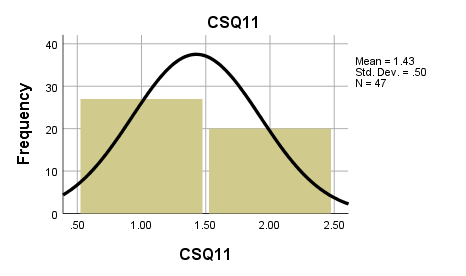 CSQ11
Mean = 1.43
Std. Dev. = .50
N = 47
Frequency
40
30
20
10
0
.50 1.00 1.50 2.00 2.50
CSQ11